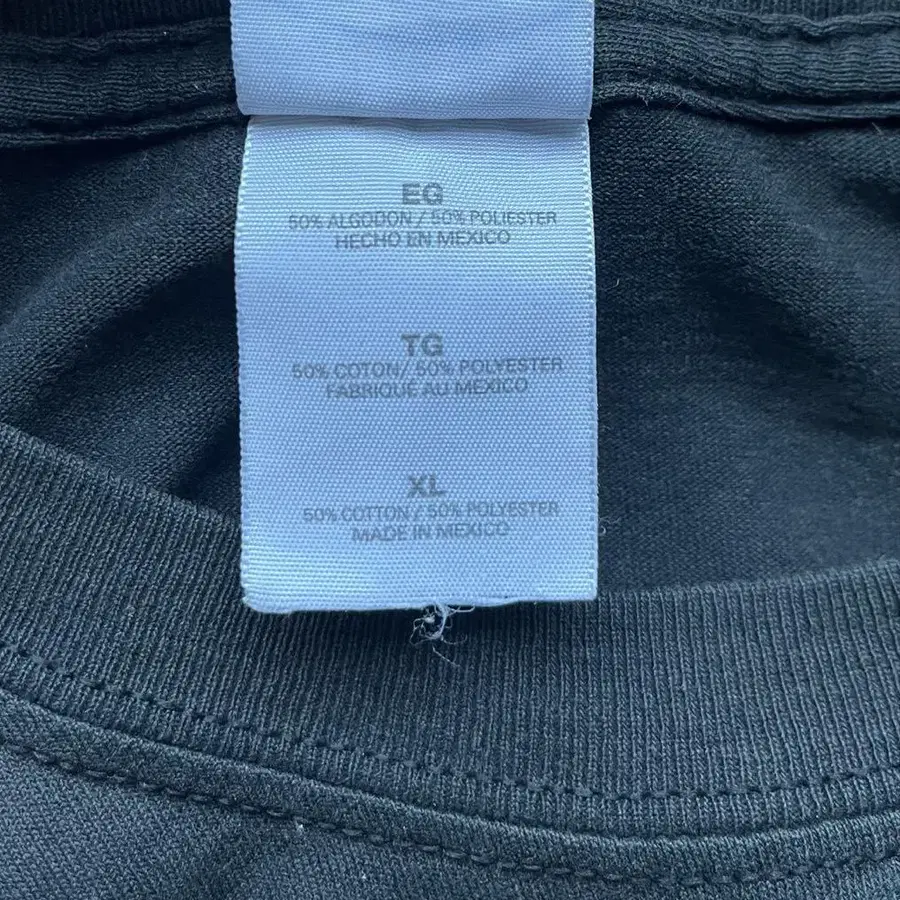 EG
50% ALGODON / 50% POLIESTER
HECHO EN MEXICO
TG
50% COTON/ 50% POLYESTER
FABRIQUÉ AU MEXICO
XL
50% COTTON / 50% POLYESTER
MADE IN MEXICO